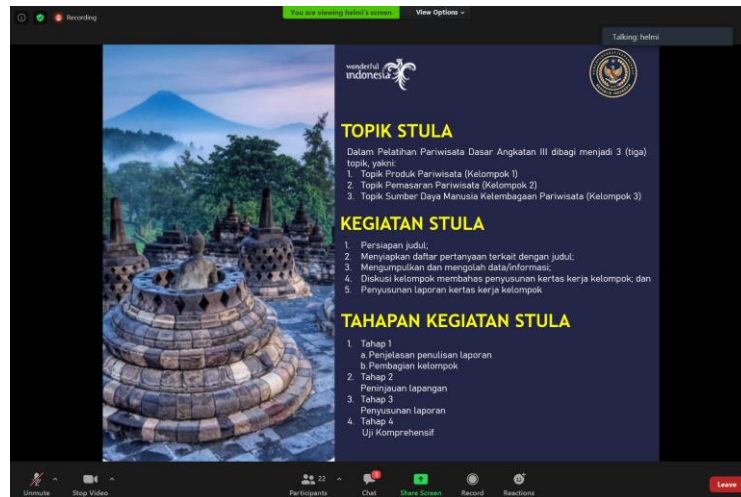 Recording
You are viewing helmi's screen
View Options
Talking: helmi
wonderful
indonesia
TOPIK STULA
Dalam Pelatihan Pariwisata Dasar Angkatan III dibagi menjadi 3 (tiga)
topik, yakni:
1. Topik Produk Pariwisata (Kelompok 1)
2. Topik Pemasaran Pariwisata (Kelompok 2)
3. Topik Sumber Daya Manusia Kelembagaan Pariwisata (Kelompok 3)
KEGIATAN STULA
1. Persiapan judul;
2. Menyiapkan daftar pertanyaan terkait dengan judul;
3. Mengumpulkan dan mengolah data/informasi;
4. Diskusi kelompok membahas penyusunan kertas kerja kelompok; dan
5. Penyusunan laporan kertas kerja kelompok
TAHAPAN KEGIATAN STULA
1. Tahap 1
a. Penjelasan penulisan laporan
b. Pembagian kelompok
2. Tahap 2
Peninjauan lapangan
3. Tahap 3
Penyusunan laporan
4. Tahap 4
Uji Komprehensif
22
Unmute
Stop Video
Participants
Chat
Share Screen
Record
Reactions
Leave